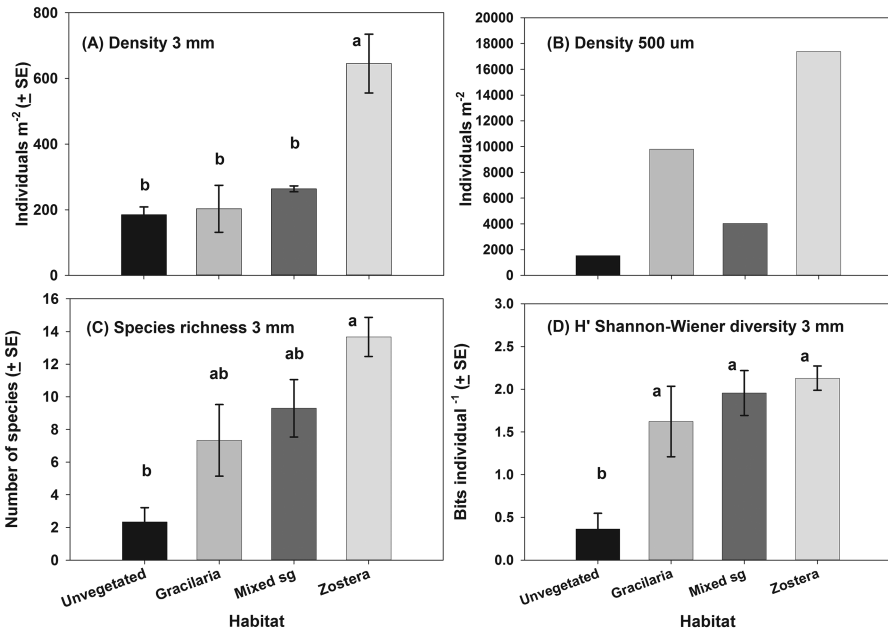 (A) Density 3 mm
Individuals m-2 (± SE)
800
600
400
200
0
b
b
b
a
(B) Density 500 um
Individuals m-2
20000
18000
16000
14000
12000
10000
8000
6000
4000
2000
0
(C) Species richness 3 mm
Number of species (± SE)
16
14
12
10
8
6
4
2
0
b
ab
ab
a
Unvegetated
Gracilaria
Mixed sg
Zostera
Habitat
(D) H' Shannon-Wiener diversity 3 mm
Bits individual -1 (± SE)
3.0
2.5
2.0
1.5
1.0
0.5
0.0
b
a
a
a
Unvegetated
Gracilaria
Mixed sg
Zostera
Habitat